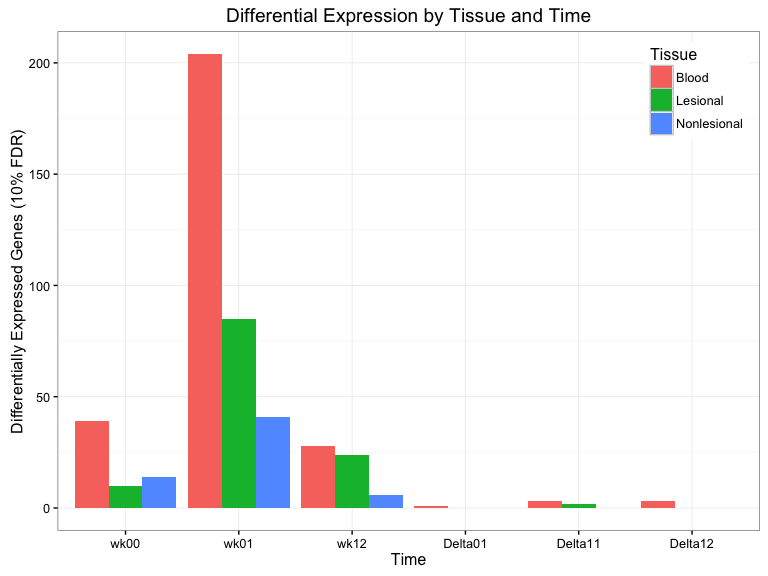 Differential Expression by Tissue and Time
Differentially Expressed Genes (10% FDR)
200
150
100
50
0
Tissue
Blood
Lesional
Nonlesional
wk00 wk01 wk12 Delta01 Delta11 Delta12
Time